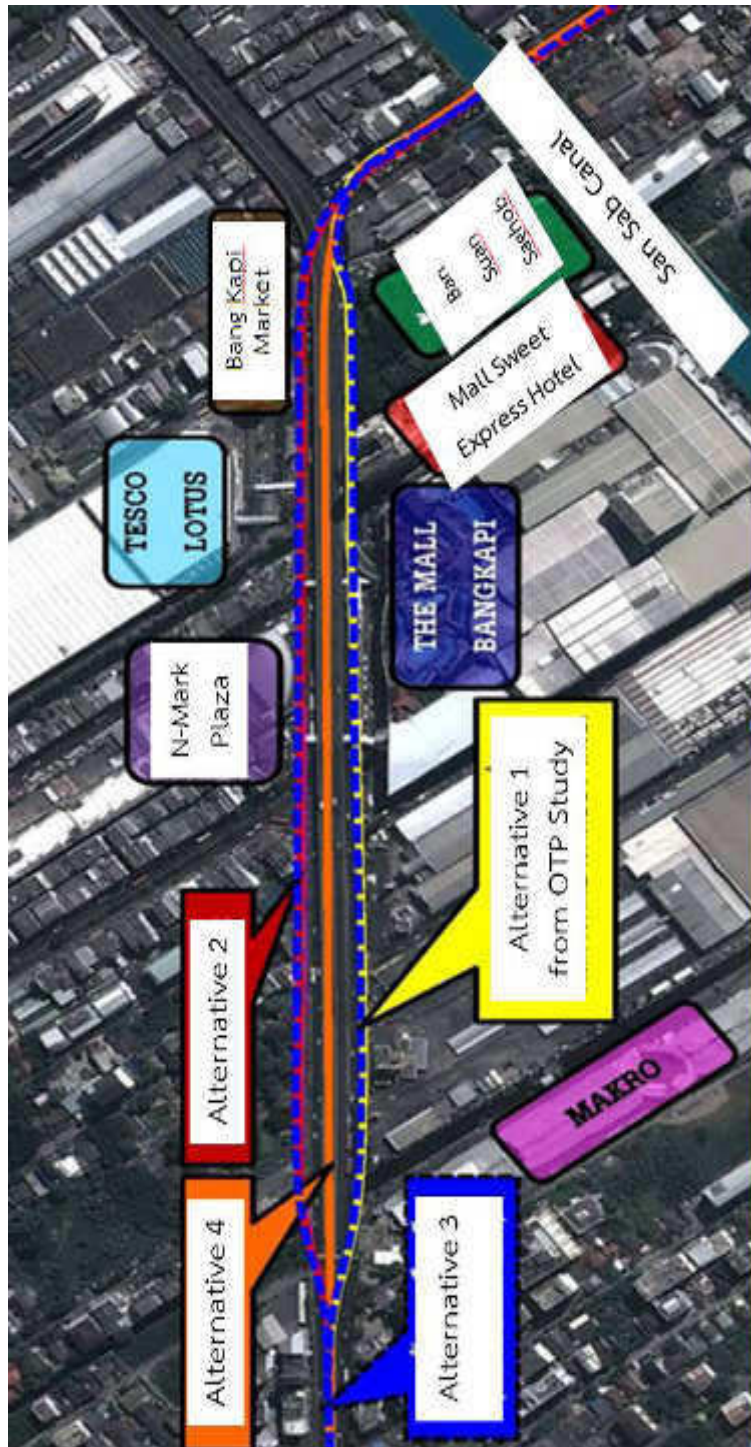 San Sab Canal
Ban
Suan
Saehob
Mall Sweet
Express Hotel
Bang Kapi
Market
TESCO
LOTUS
THE MALL
BANGKAPI
N-Mark
Plaza
Alternative 1
from OTP Study
Alternative 2
MAKRO
Alternative 4
Alternative 3